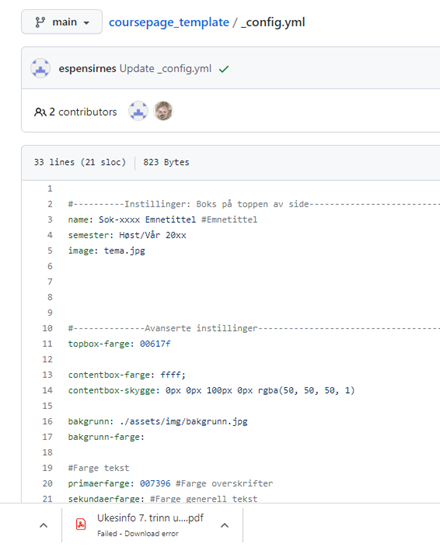 main
coursepage_template / _config.yml
espensirnes Update _config.yml
2 contributors
33 lines (21 sloc) 823 Bytes
1
2 #----------Instillinger: Boks på toppen av side--------------------------
3 name: Sok-xxxx Emnetittel #Emnetittel
4 semester: Høst/Vår 20xx
5 image: tema.jpg
6
7
8
9
10 #--------------Avanserte instillinger------------------------------------
11 topbox-farge: 00617f
12
13 contentbox-farge: ffff;
14 contentbox-skygge: 0px 0px 100px 0px rgba(50, 50, 50, 1)
15
16 bakgrunn: ./assets/img/bakgrunn.jpg
17 bakgrunn-farge:
18
19 #Farge tekst
20 primaerfarge: 007396 #Farge overskrifter
21 sekundaerfarge: #Farge generell tekst
Ukesinfo 7. trinn u....pdf
Failed - Download error